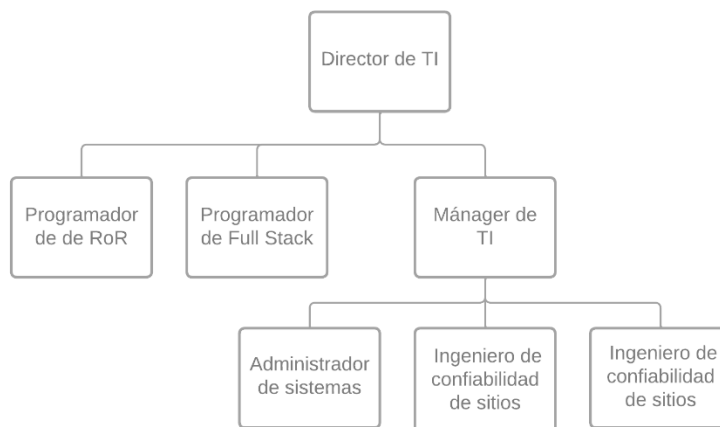 Director de TI
Programador
de de RoR
Programador
de Full Stack
Mánager de
TI
Administrador
de sistemas
Ingeniero de
confiabilidad
de sitios
Ingeniero de
confiabilidad
de sitios